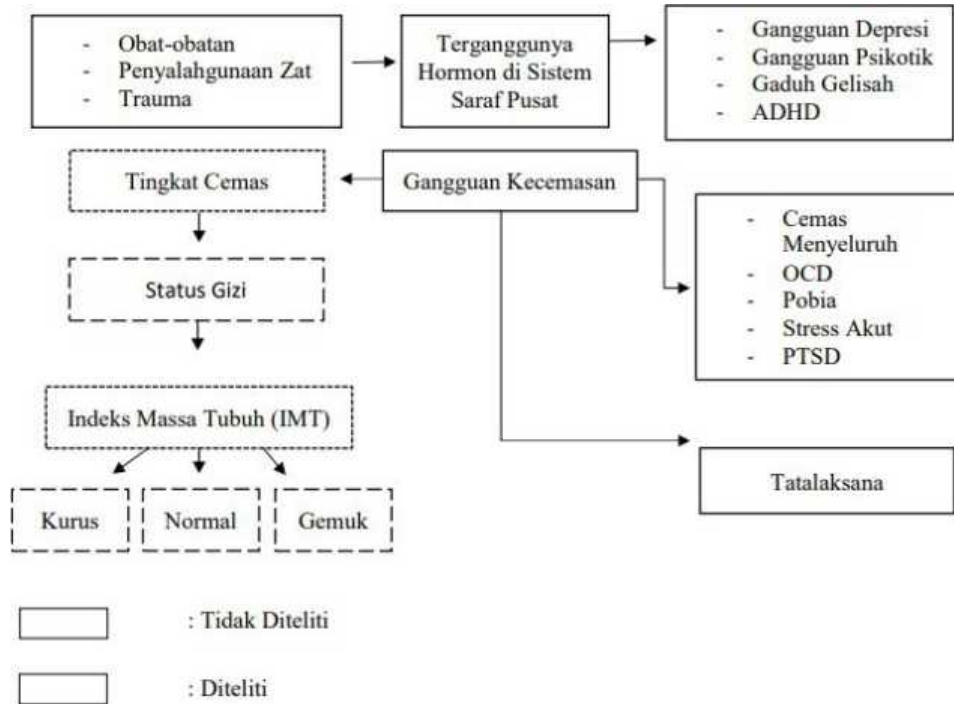 - Obat-obatan
- Penyalahgunaan Zat
- Trauma
Terganggunya
Hormon di Sistem
Saraf Pusat
- Gangguan Depresi
- Gangguan Psikotik
- Gaduh Gelisah
- ADHD
Tingkat Cemas
Gangguan Kecemasan
- Cemas
Menyeluruh
- OCD
- Pobia
- Stress Akut
- PTSD
Status Gizi
Indeks Massa Tubuh (IMT)
Tatalaksana
Kurus
Normal
Gemuk
: Tidak Diteliti
: Diteliti